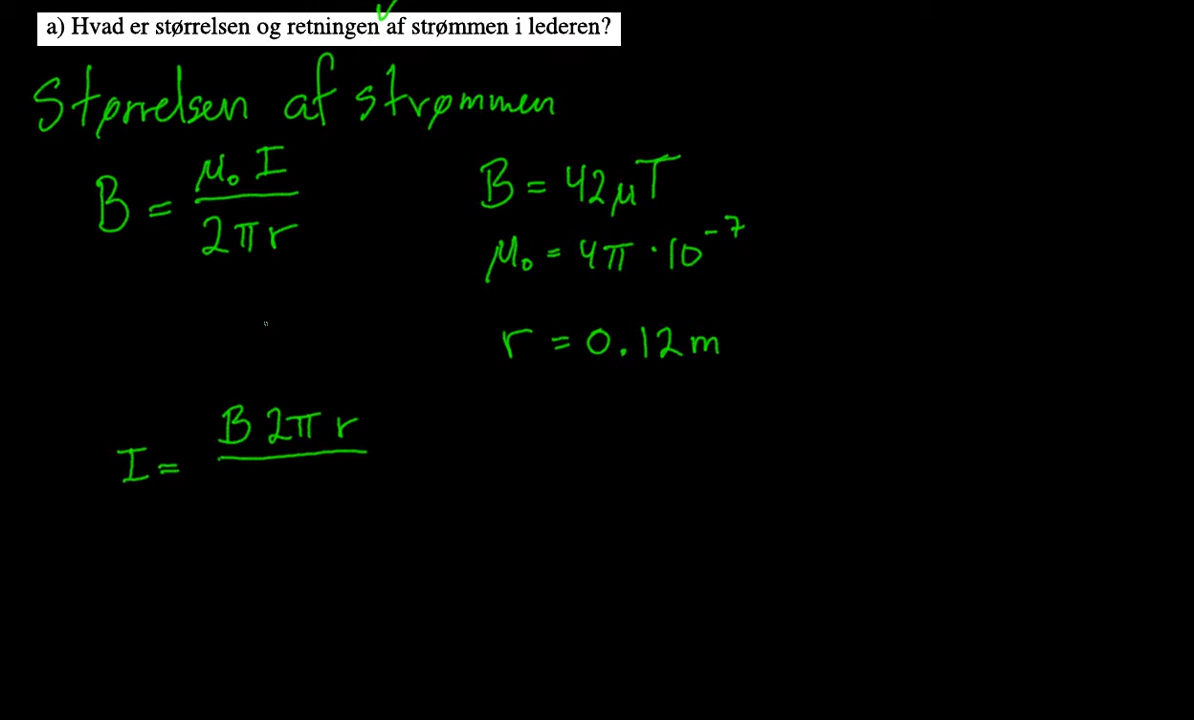 a) Hvad er størrelsen og retningen af strømmen i lederen?
Størrelsen af strømmen
B = μ₀ I / 2πr
B = 42μT
μ₀ = 4π · 10⁻⁷
r = 0.12m
I = B 2π r